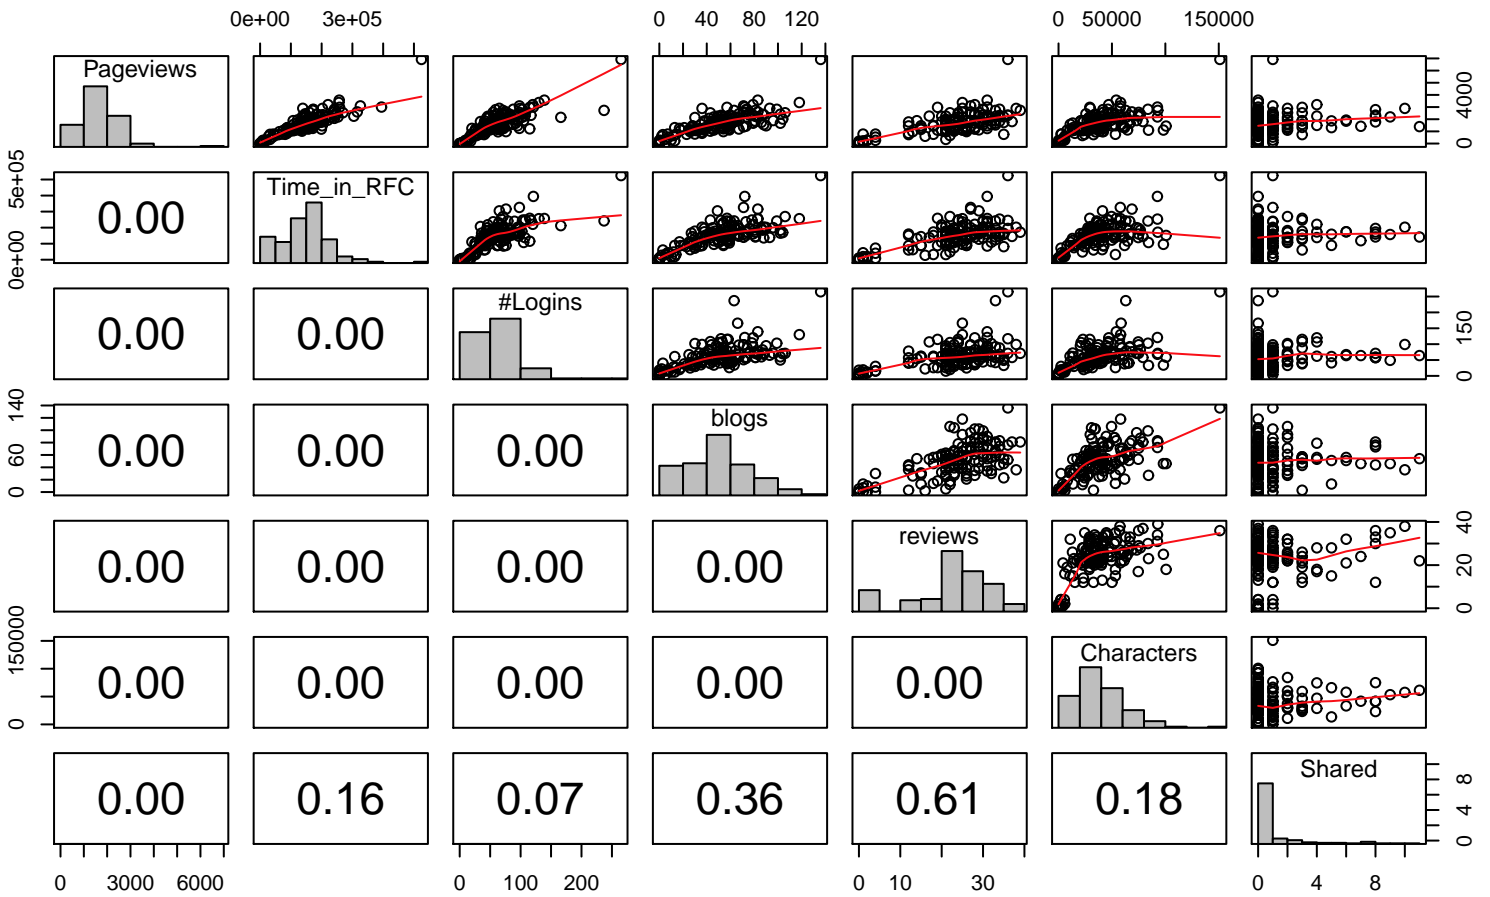 0e+00 3e+05 0 40 80 120 0 50000 150000
Pageviews
0 4000
0e+00 5e+05
0.00 Time_in_RFC
0.00 0.00 #Logins
0 150
0 60 140
0.00 0.00 0.00 blogs
0.00 0.00 0.00 0.00 reviews
0 20 40
0 150000
0.00 0.00 0.00 0.00 0.00 Characters
0.00 0.16 0.07 0.36 0.61 0.18 Shared
0 4 8
0 3000 6000 0 100 200 0 10 30 0 4 8